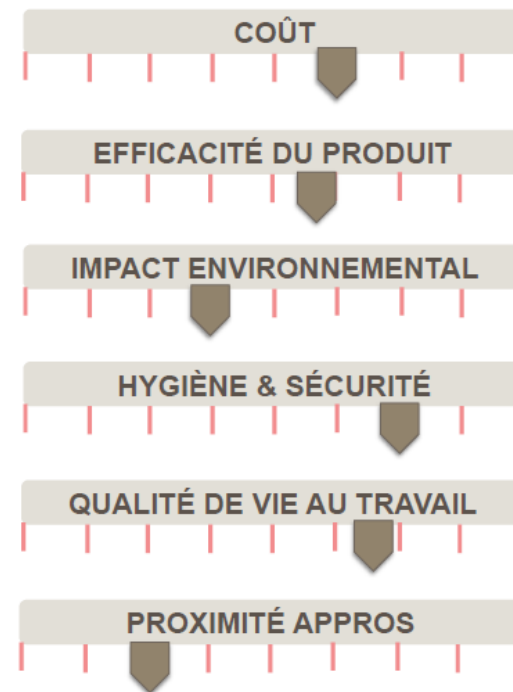 COÛT
EFFICACITÉ DU PRODUIT
IMPACT ENVIRONNEMENTAL
HYGIÈNE & SÉCURITÉ
QUALITÉ DE VIE AU TRAVAIL
PROXIMITÉ APPROS